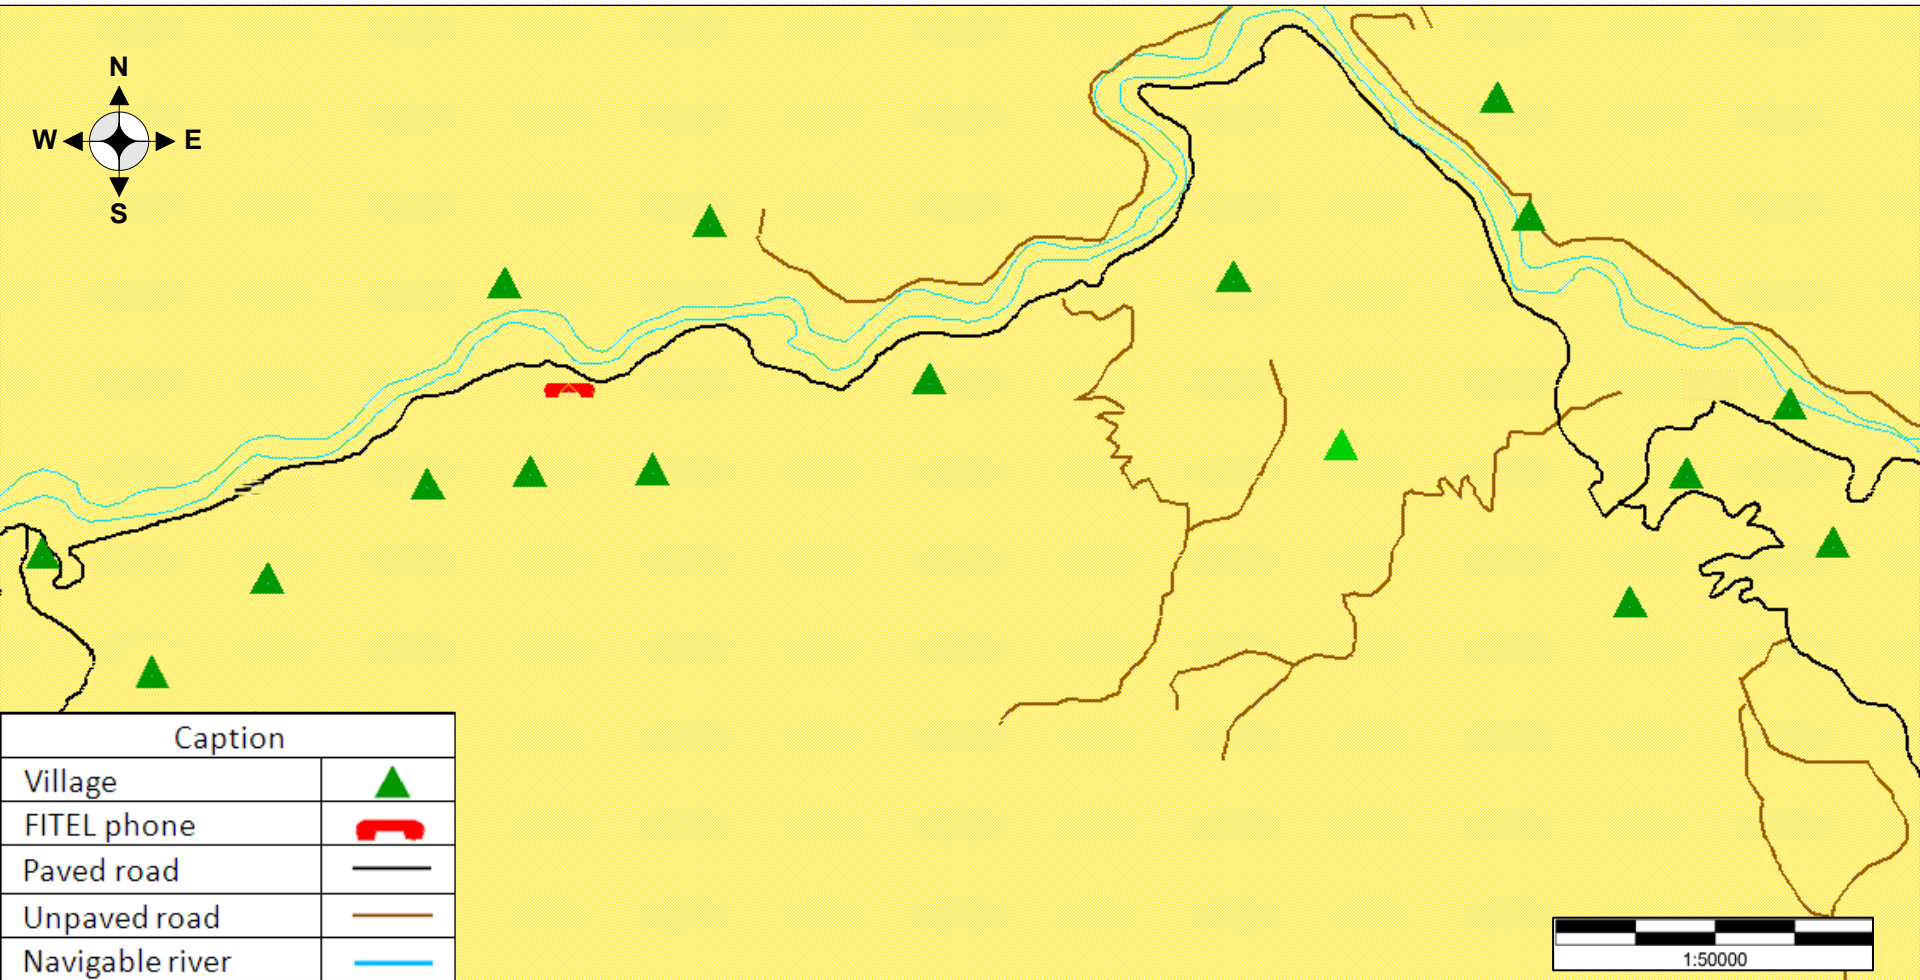 N
W E
S
Caption
Village
FITEL phone
Paved road
Unpaved road
Navigable river
1:50000